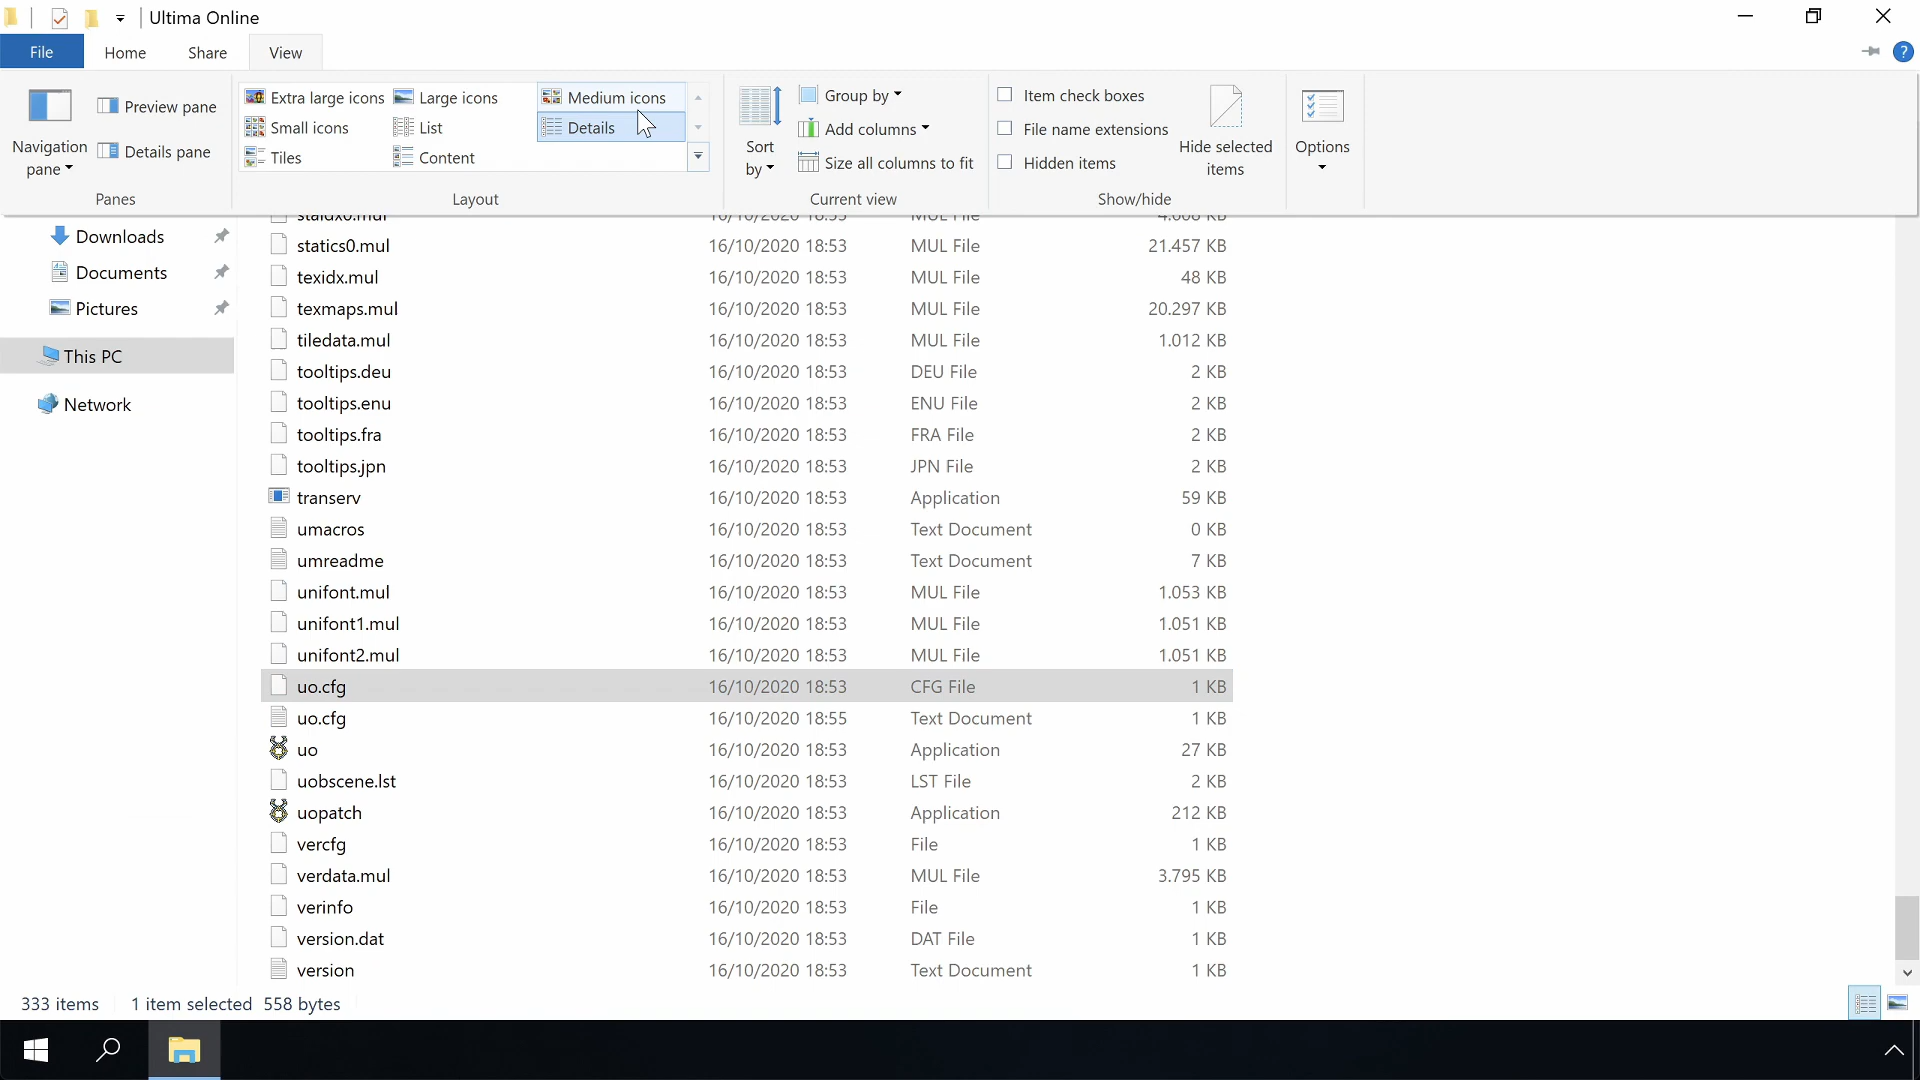 Ultima Online
File Home Share View
Navigation pane
Preview pane
Details pane
Panes
Extra large icons Large icons Medium icons
Small icons List Details
Tiles Content
Layout
Sort by
Group by
Add columns
Size all columns to fit
Current view
Item check boxes
File name extensions
Hidden items
Hide selected items
Show/hide
Options
Downloads
Documents
Pictures
This PC
Network
staidx0.mul 16/10/2020 18:53 MUL File 4.608 KB
statics0.mul 16/10/2020 18:53 MUL File 21.457 KB
texidx.mul 16/10/2020 18:53 MUL File 48 KB
texmaps.mul 16/10/2020 18:53 MUL File 20.297 KB
tiledata.mul 16/10/2020 18:53 MUL File 1.012 KB
tooltips.deu 16/10/2020 18:53 DEU File 2 KB
tooltips.enu 16/10/2020 18:53 ENU File 2 KB
tooltips.fra 16/10/2020 18:53 FRA File 2 KB
tooltips.jpn 16/10/2020 18:53 JPN File 2 KB
transerv 16/10/2020 18:53 Application 59 KB
umacros 16/10/2020 18:53 Text Document 0 KB
umreadme 16/10/2020 18:53 Text Document 7 KB
unifont.mul 16/10/2020 18:53 MUL File 1.053 KB
unifont1.mul 16/10/2020 18:53 MUL File 1.051 KB
unifont2.mul 16/10/2020 18:53 MUL File 1.051 KB
uo.cfg 16/10/2020 18:53 CFG File 1 KB
uo.cfg 16/10/2020 18:55 Text Document 1 KB
uo 16/10/2020 18:53 Application 27 KB
uobscene.lst 16/10/2020 18:53 LST File 2 KB
uopatch 16/10/2020 18:53 Application 212 KB
vercfg 16/10/2020 18:53 File 1 KB
verdata.mul 16/10/2020 18:53 MUL File 3.795 KB
verinfo 16/10/2020 18:53 File 1 KB
version.dat 16/10/2020 18:53 DAT File 1 KB
version 16/10/2020 18:53 Text Document 1 KB
333 items 1 item selected 558 bytes